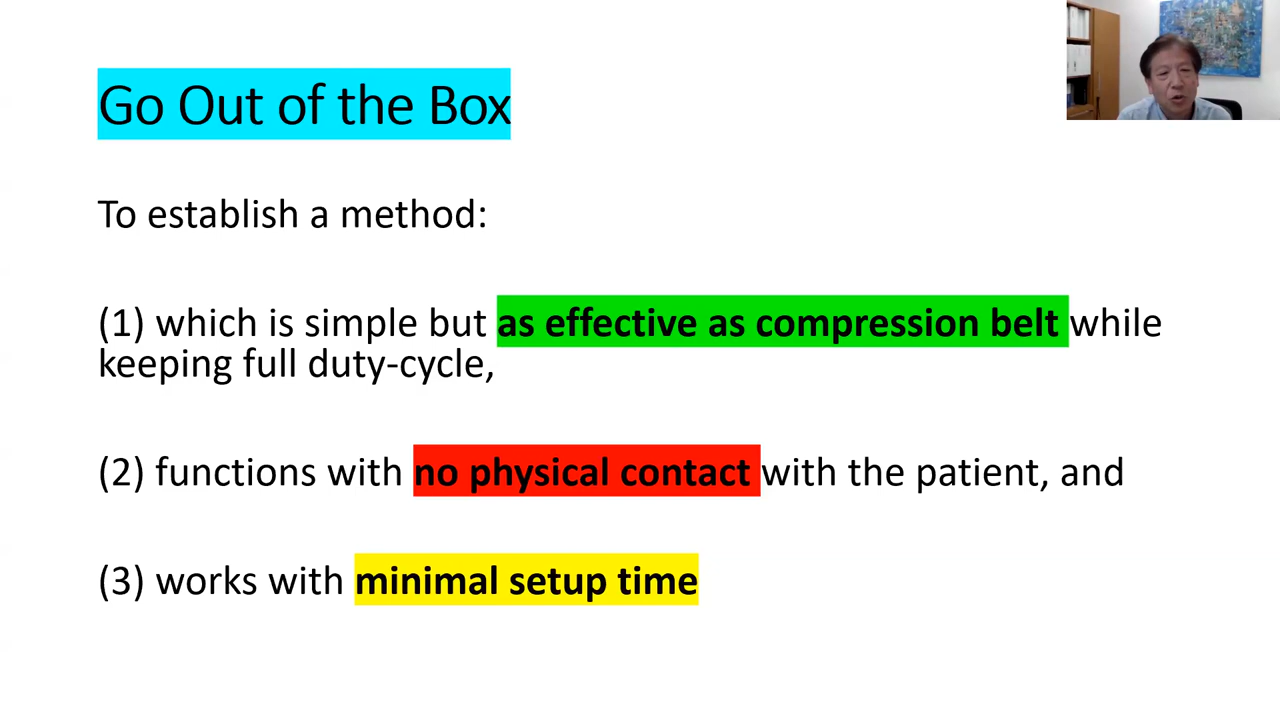 Go Out of the Box
To establish a method:
(1) which is simple but as effective as compression belt while
keeping full duty-cycle,
(2) functions with no physical contact with the patient, and
(3) works with minimal setup time